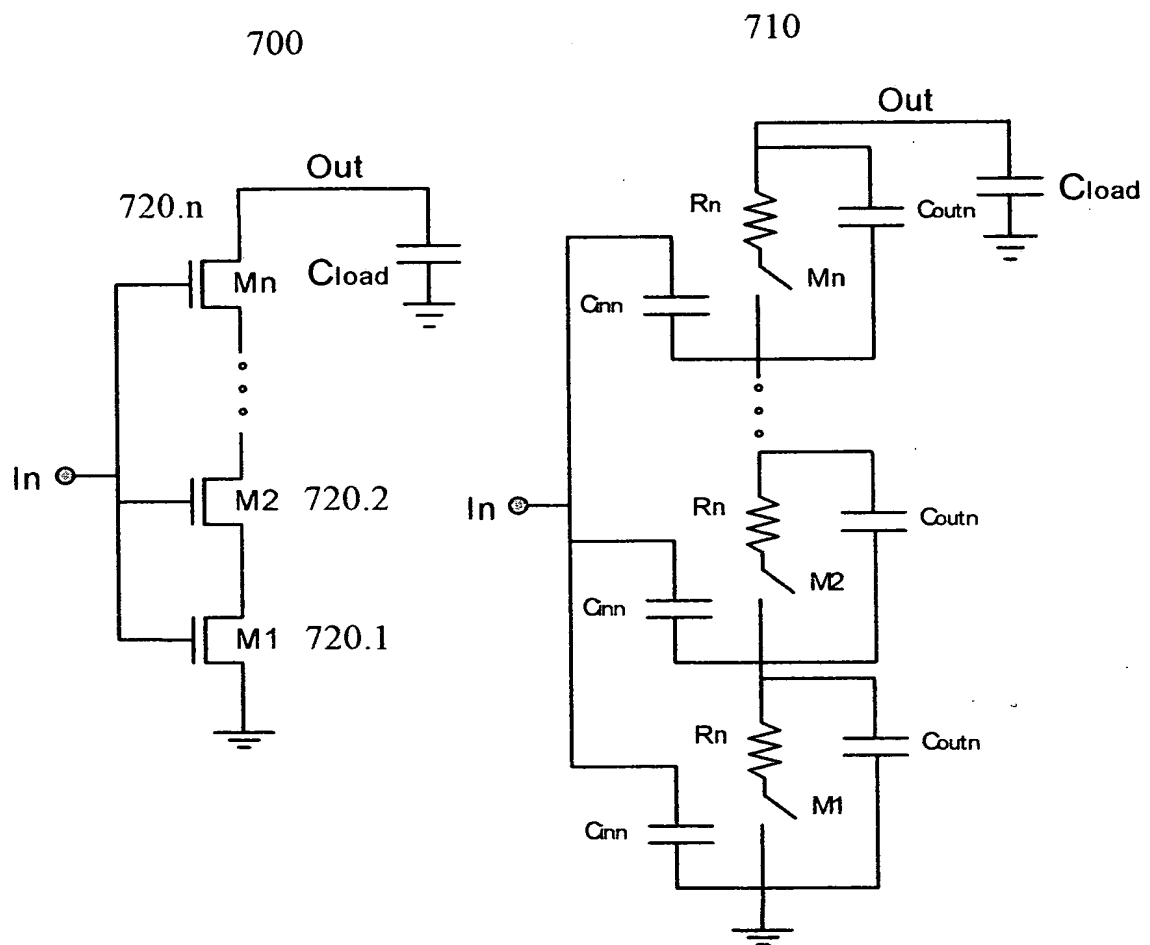 700
710
Out
720.n
Mn
Cload
In
M2
720.2
M1
720.1
Out
Cload
Rn
Coutn
Mn
Cinn
In
Rn
Coutn
M2
Cinn
Rn
Coutn
M1
Cinn